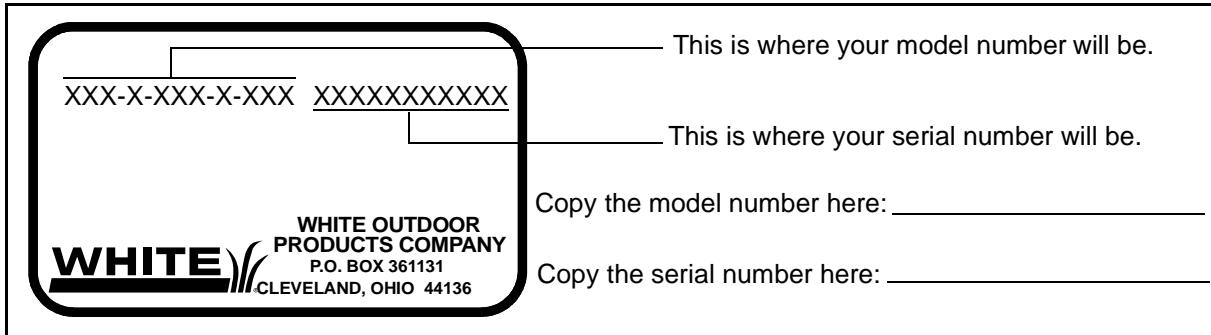 This is where your model number will be.
XXX-X-XXX-X-XXX XXXXXXXXXXX
This is where your serial number will be.
Copy the model number here:
WHITE OUTDOOR
PRODUCTS COMPANY
P.O. BOX 361131
CLEVELAND, OHIO 44136
WHITE
Copy the serial number here: